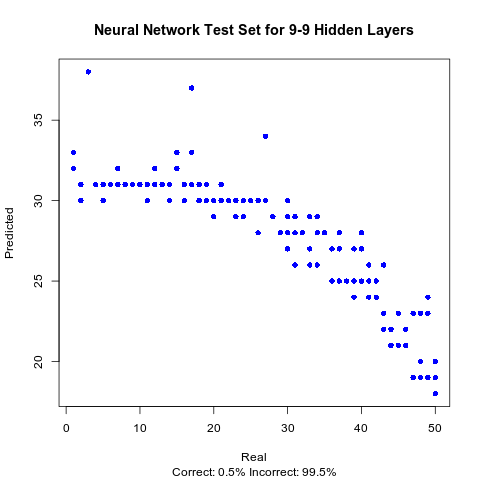 Neural Network Test Set for 9-9 Hidden Layers
Predicted
35
30
25
20
0 10 20 30 40 50
Real
Correct: 0.5% Incorrect: 99.5%